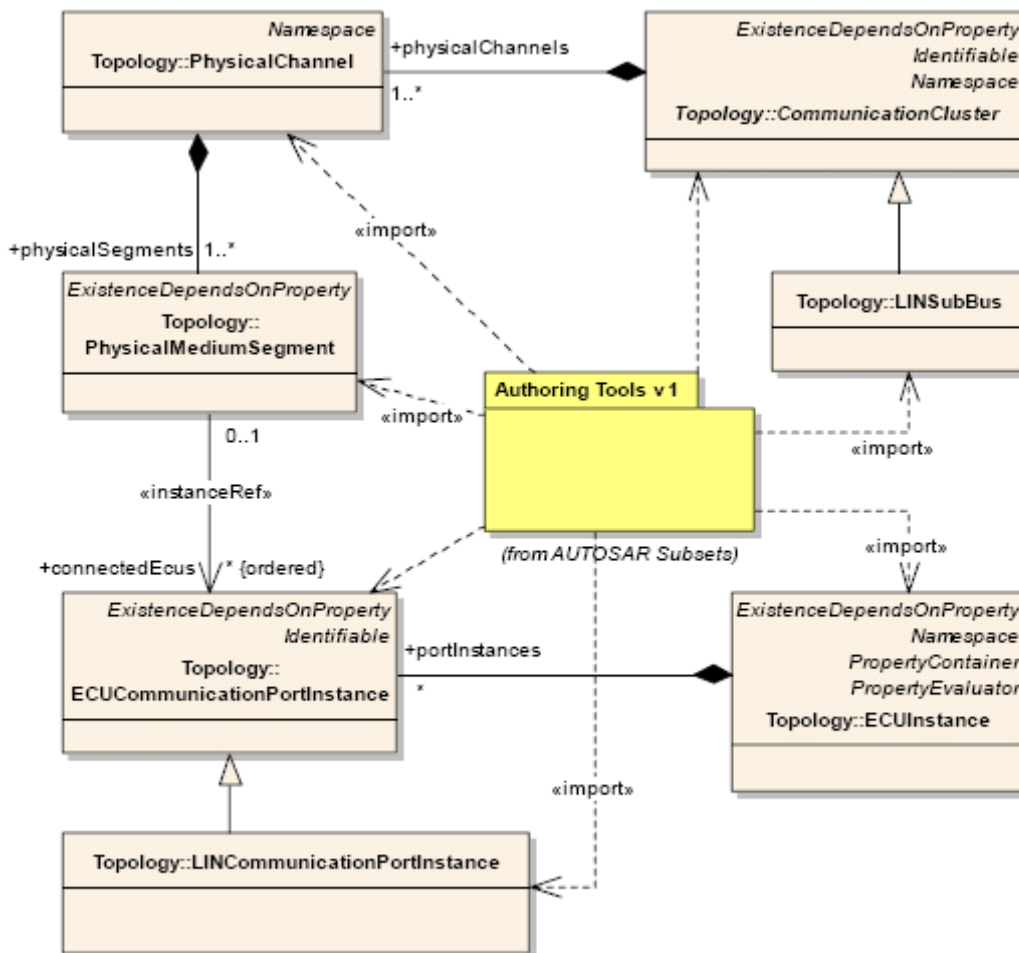 Namespace
Topology::PhysicalChannel
+physicalChannels
1..*
ExistenceDependsOnProperty
Identifiable
Namespace
Topology::CommunicationCluster
«import»
+physicalSegments 1..*
ExistenceDependsOnProperty
Topology::
PhysicalMediumSegment
Topology::LINSubBus
Authoring Tools v1
«import»
«import»
0..1
«instanceRef»
(from AUTOSAR Subsets)
«import»
+connectedEcus * {ordered}
ExistenceDependsOnProperty
Identifiable
Topology::
ECUCommunicationPortInstance
+portInstances
*
ExistenceDependsOnProperty
Namespace
PropertyContainer
PropertyEvaluator
Topology::ECUInstance
«import»
Topology::LINCommunicationPortInstance